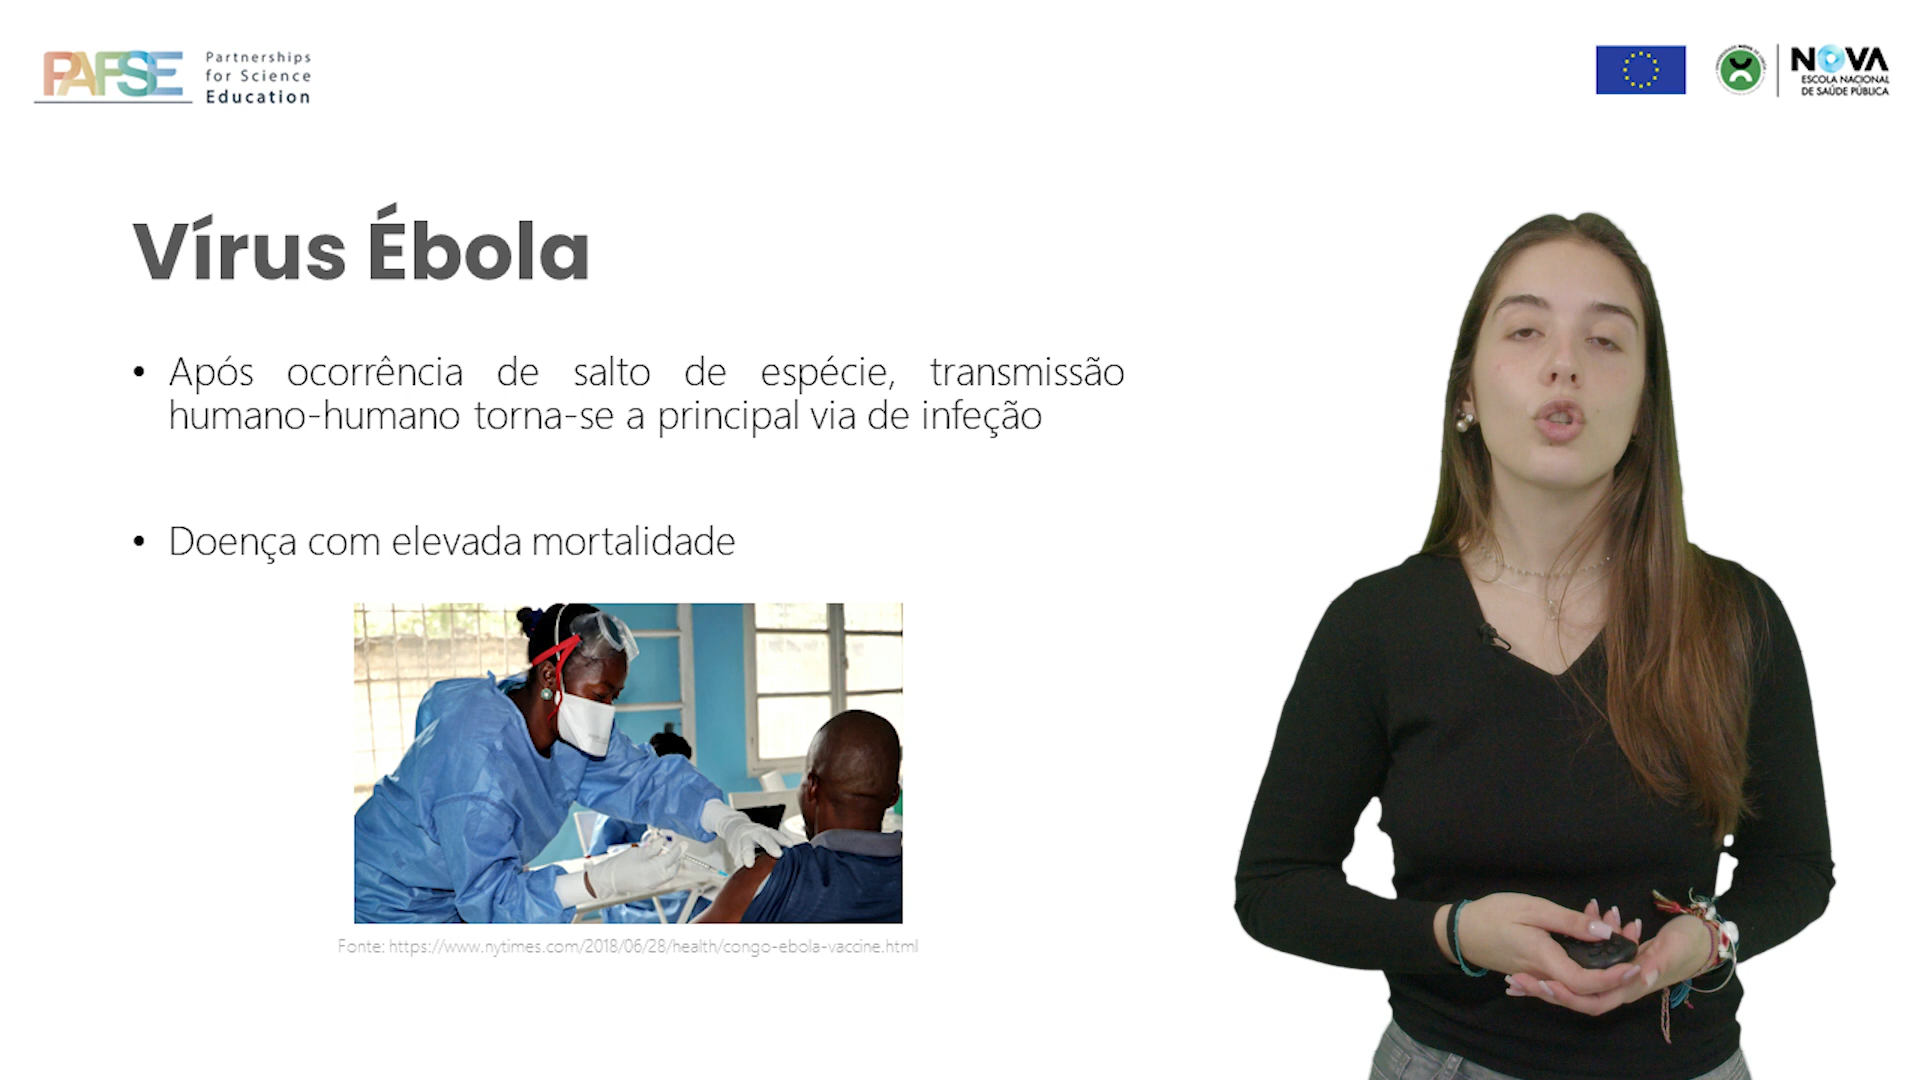 PAFSE
Partnerships
for Science
Education
NOVA
ESCOLA NACIONAL
DE SAÚDE PÚBLICA
Vírus Ébola
• Após ocorrência de salto de espécie, transmissão
humano-humano torna-se a principal via de infeção
• Doença com elevada mortalidade
Fonte: https://www.nytimes.com/2018/06/28/health/congo-ebola-vaccine.html